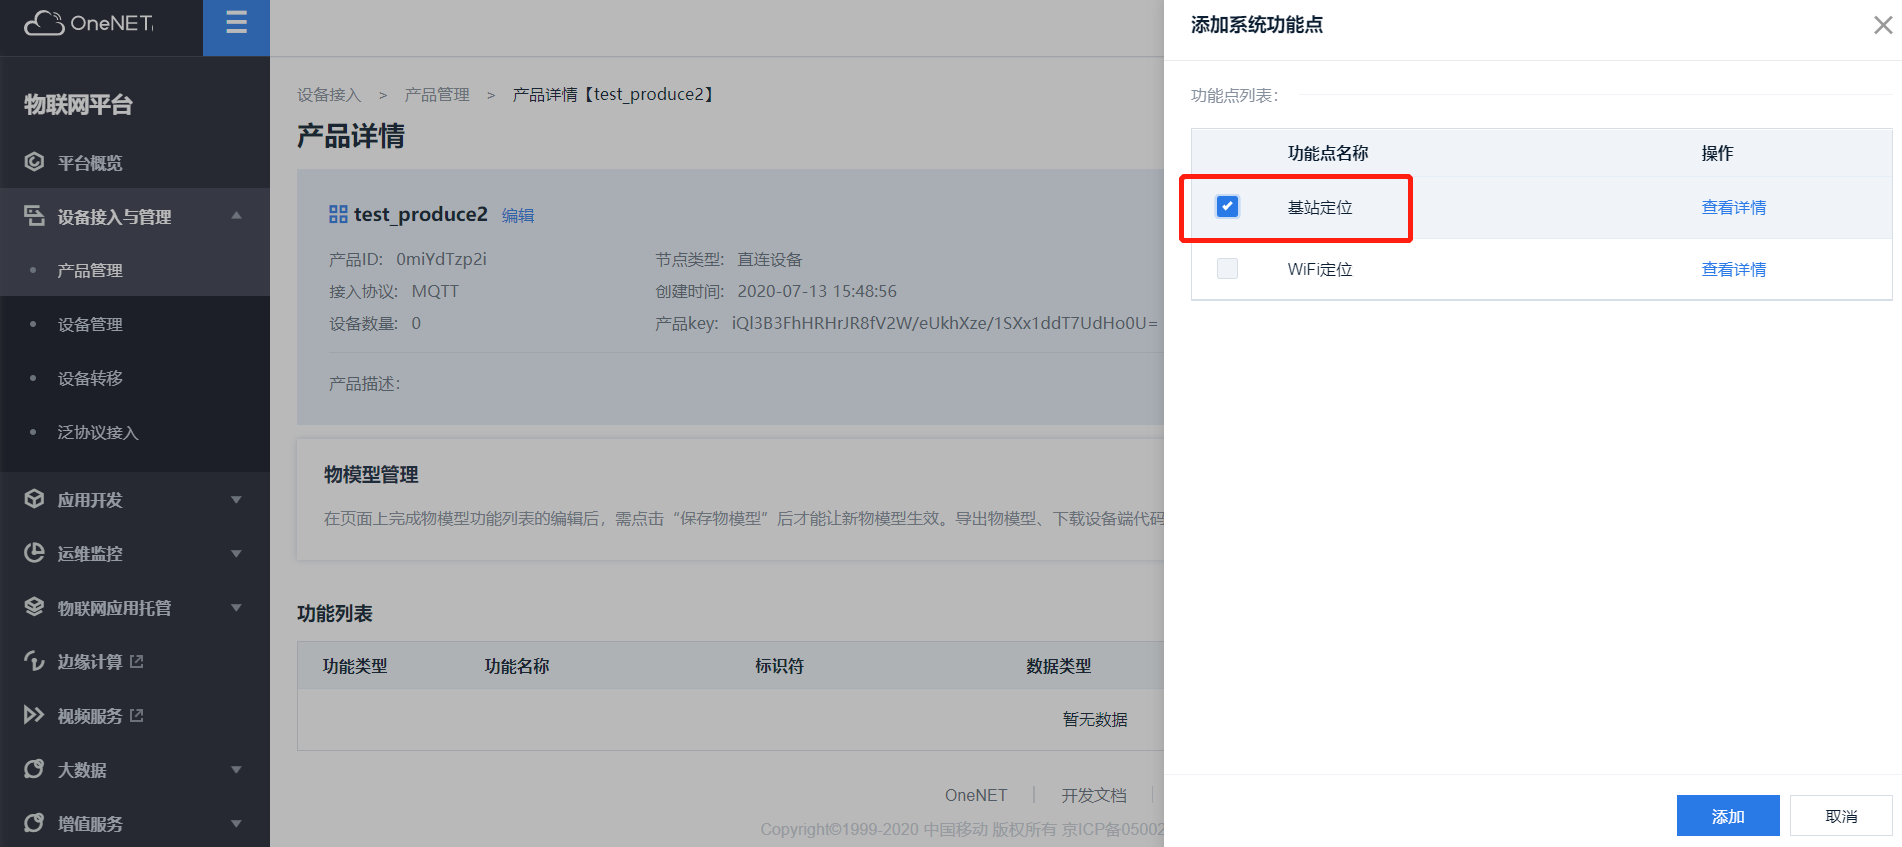 OneNET
物联网平台
平台概览
设备接入与管理
产品管理
设备管理
设备转移
泛协议接入
应用开发
运维监控
物联网应用托管
边缘计算
视频服务
大数据
增值服务
设备接入 > 产品管理 > 产品详情【test_produce2】
产品详情
test_produce2 编辑
产品ID: 0miYdTzp2i 节点类型: 直连设备
接入协议: MQTT 创建时间: 2020-07-13 15:48:56
设备数量: 0 产品key: iQl3B3FhHRHrJR8fV2W/eUkhXze/1SXx1ddT7UdHo0U=
产品描述:
物模型管理
在页面上完成物模型功能列表的编辑后，需点击“保存物模型”后才能让新物模型生效。导出物模型、下载设备端代码
功能列表
功能类型 功能名称 标识符 数据类型
暂无数据
OneNET | 开发文档 |
Copyright©1999-2020 中国移动 版权所有 京ICP备05002
添加系统功能点
功能点列表:
功能点名称 操作
基站定位 查看详情
WiFi定位 查看详情
添加 取消